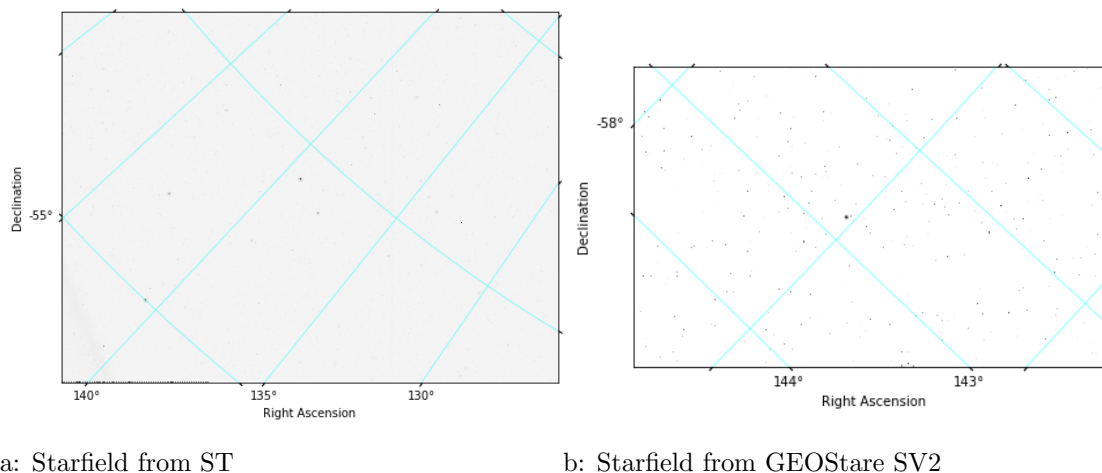 -55°
Declination
140°
135°
130°
Right Ascension
-58°
Declination
144°
143°
Right Ascension
a: Starfield from ST
b: Starfield from GEOStare SV2